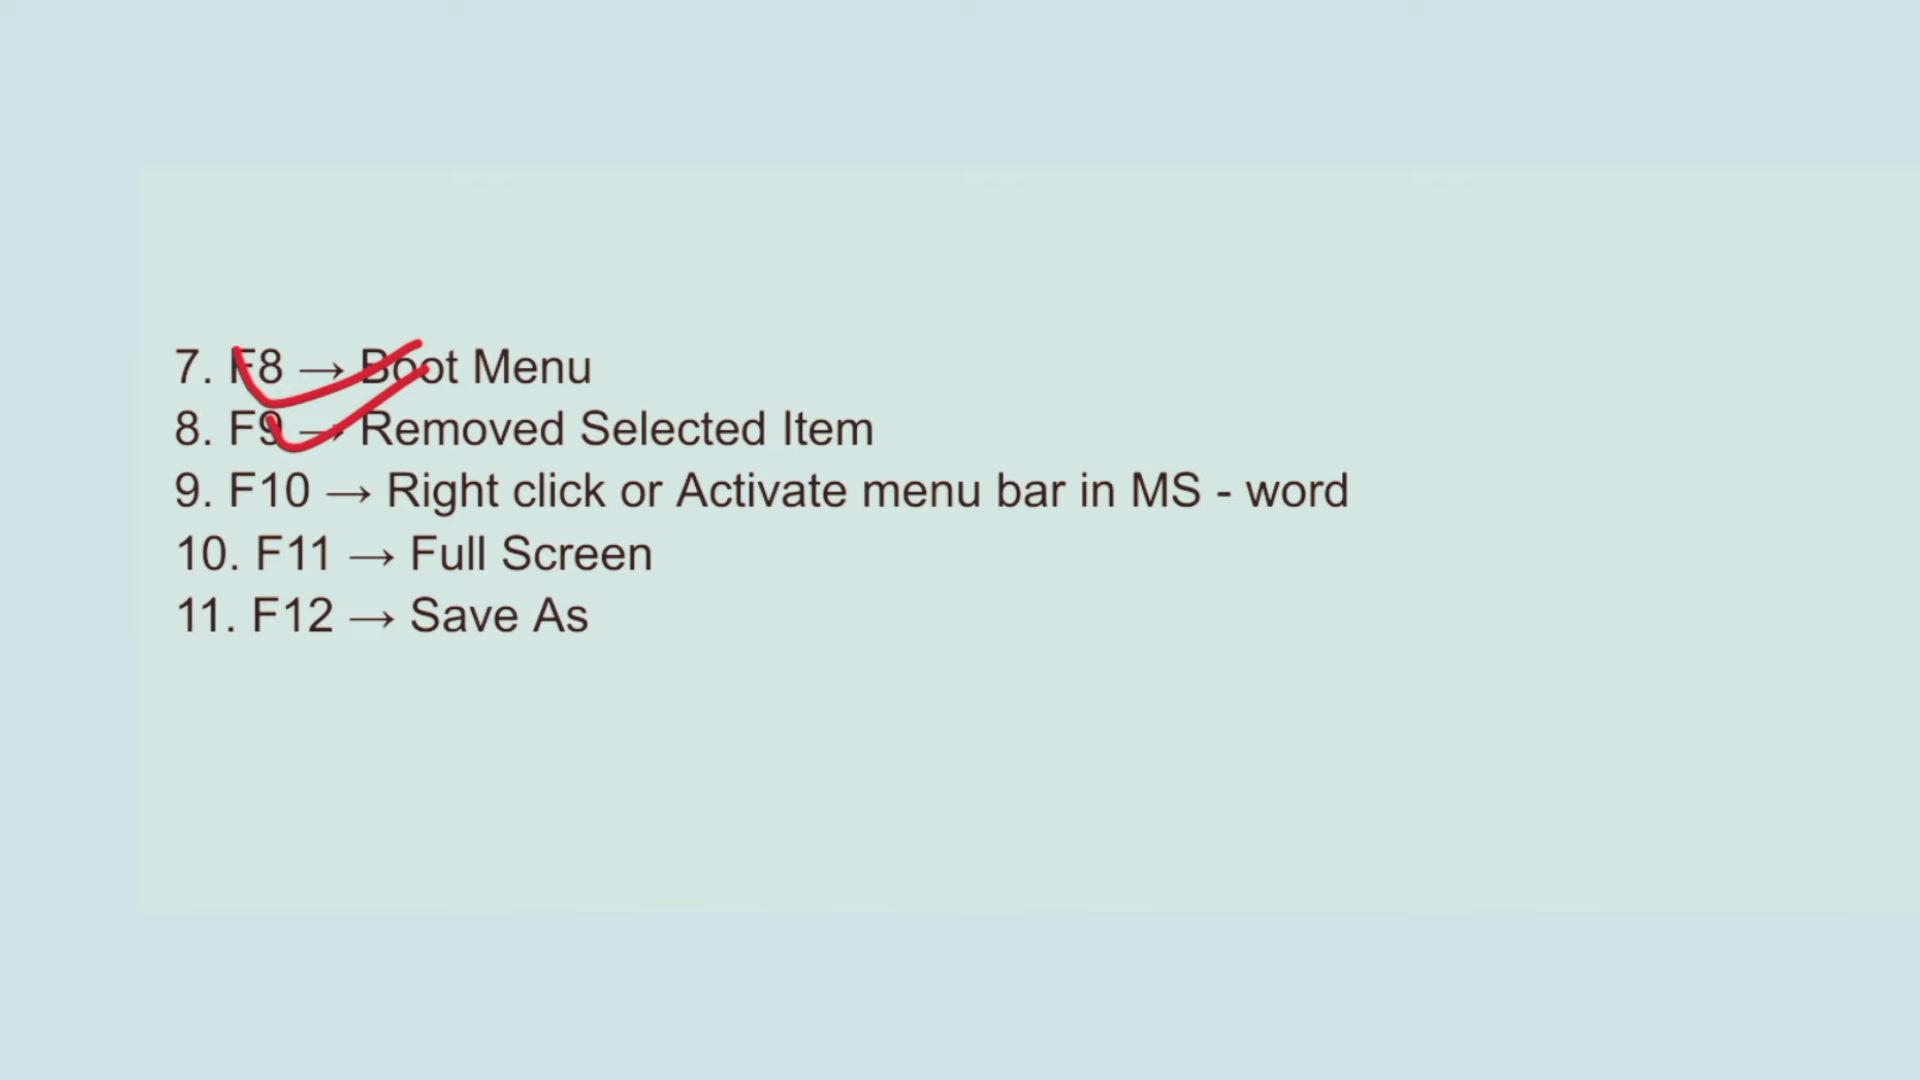 7. F8 → Boot Menu
8. F9 → Removed Selected Item
9. F10 → Right click or Activate menu bar in MS - word
10. F11 → Full Screen
11. F12 → Save As